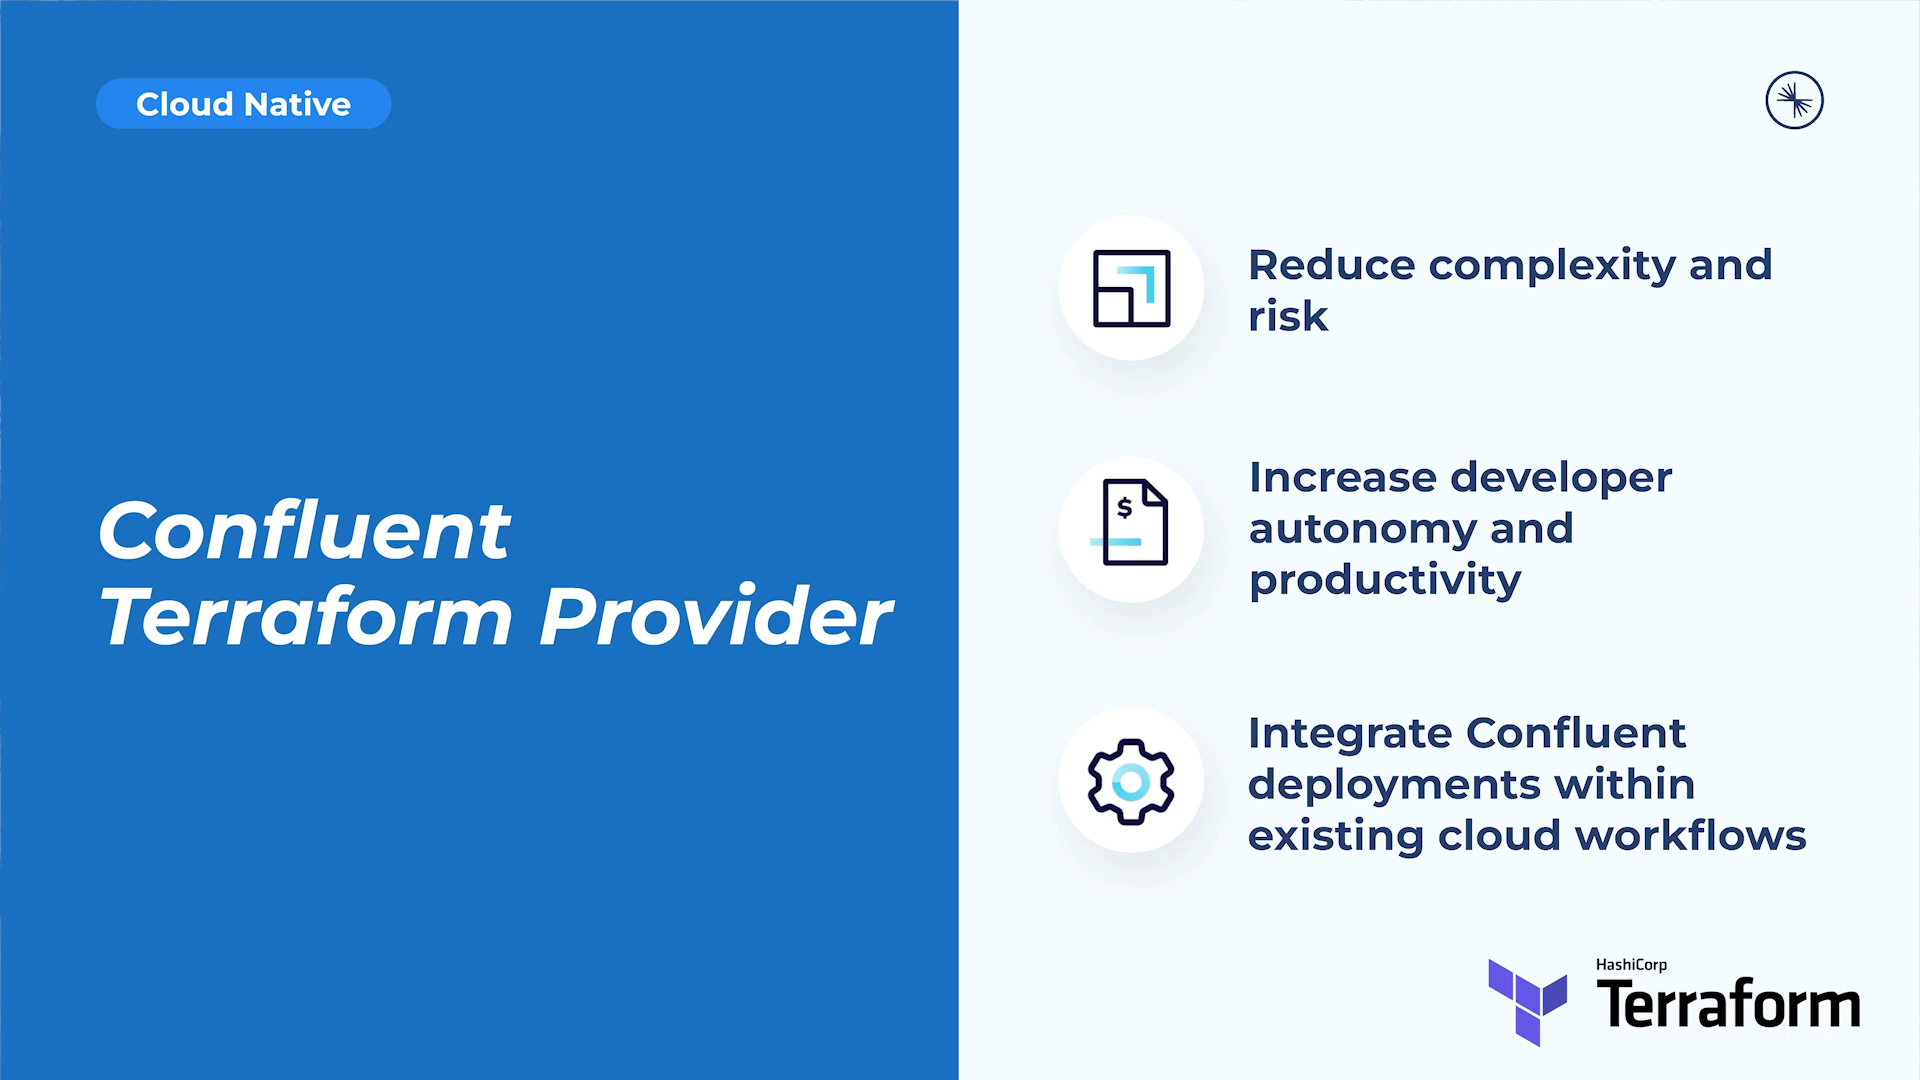 Cloud Native
Confluent
Terraform Provider
Reduce complexity and
risk
$
Increase developer
autonomy and
productivity
Integrate Confluent
deployments within
existing cloud workflows
HashiCorp
Terraform